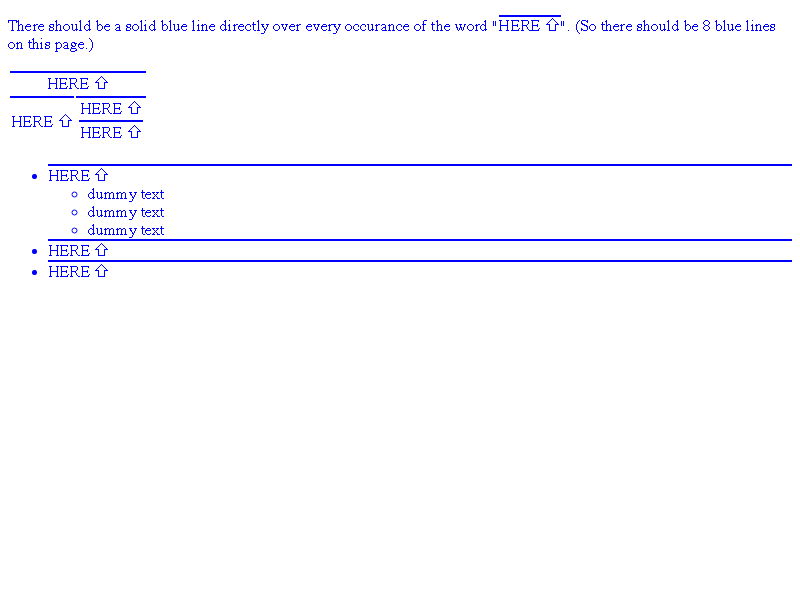 There should be a solid blue line directly over every occurance of the word "HERE ⇧". (So there should be 8 blue lines
on this page.)
HERE ⇧
HERE ⇧
HERE ⇧
HERE ⇧
• HERE ⇧
◦ dummy text
◦ dummy text
◦ dummy text
• HERE ⇧
• HERE ⇧